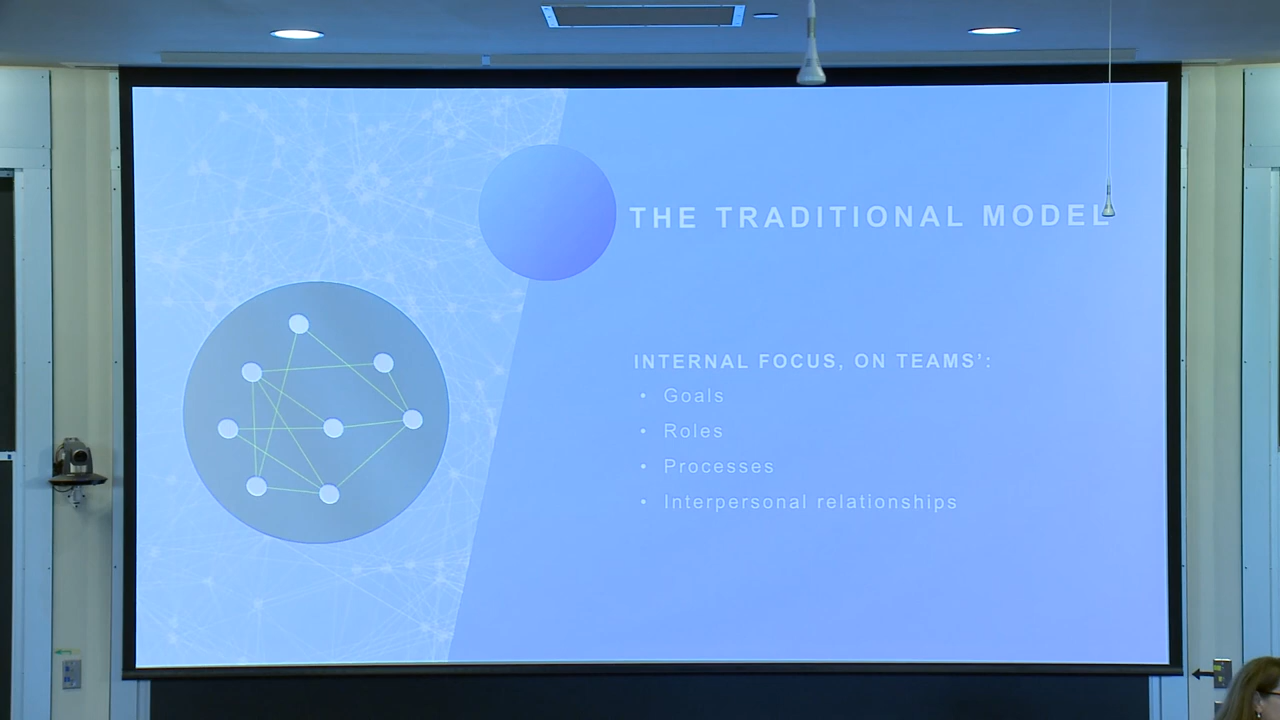 THE TRADITIONAL MODEL
INTERNAL FOCUS, ON TEAMS':
• Goals
• Roles
• Processes
• Interpersonal relationships